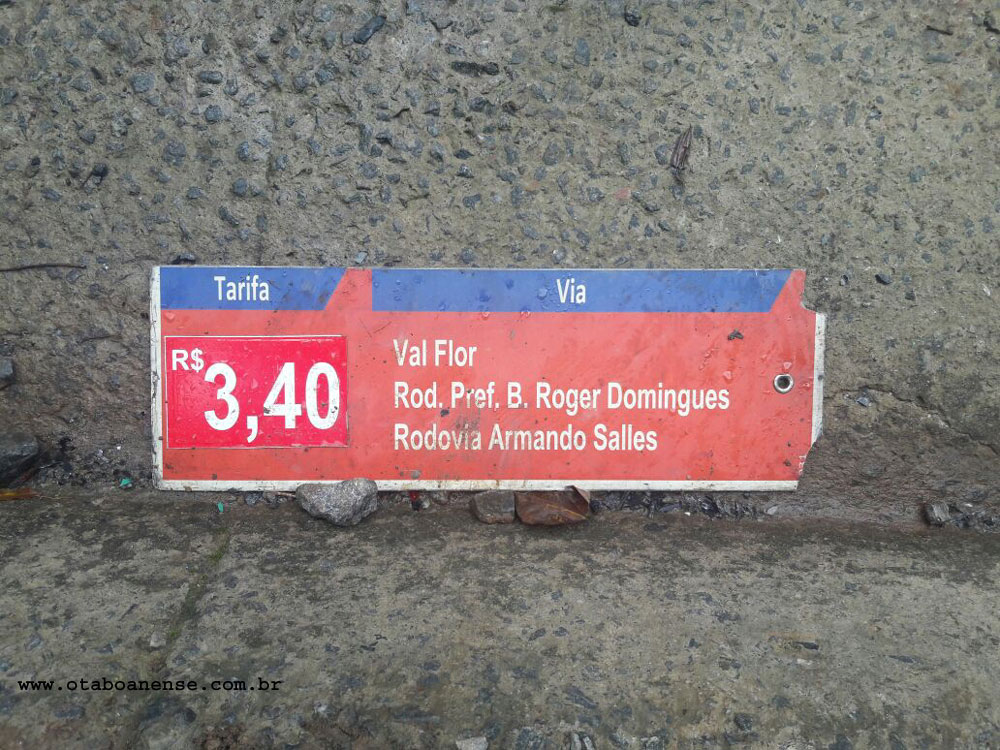 Tarifa
Via
R$ 3,40
Val Flor
Rod. Pref. B. Roger Domingues
Rodovia Armando Salles
www.otaboanense.com.br